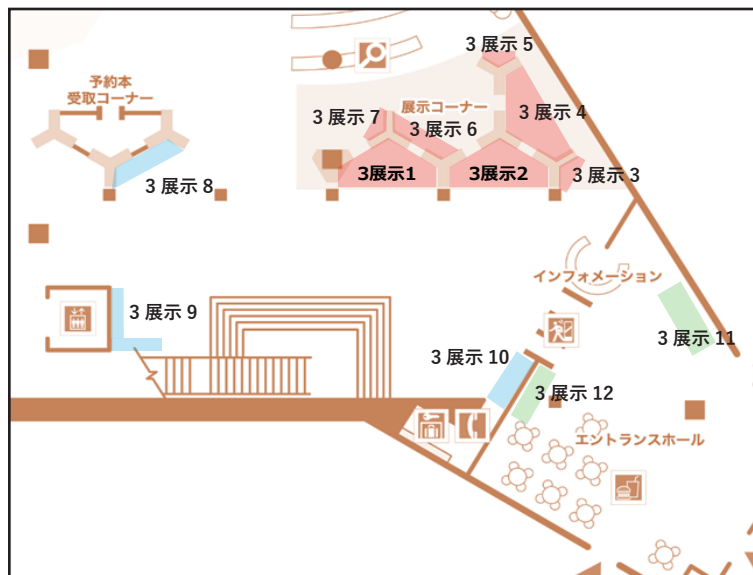 3 展示 5
予約本
受取コーナー
展示コーナー
3 展示 7
3 展示 6
3 展示 4
3展示1
3展示2
3 展示 3
3 展示 8
インフォメーション
3 展示 9
3 展示 11
3 展示 10
3 展示 12
エントランスホール